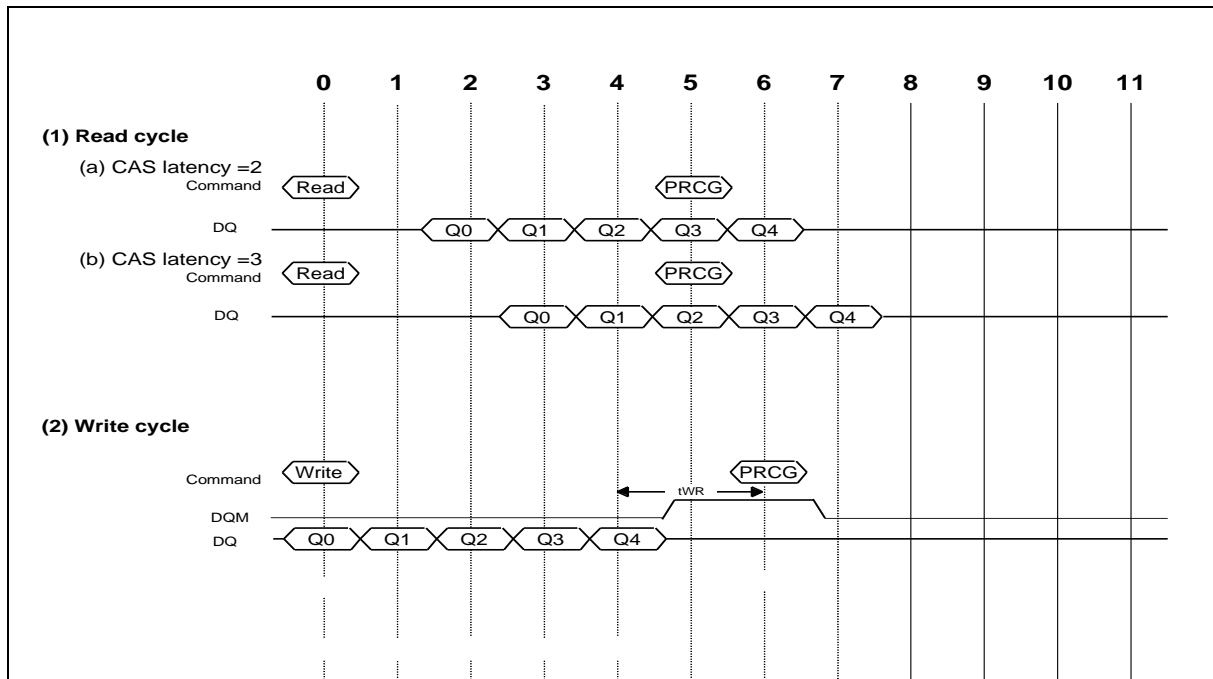 0 1 2 3 4 5 6 7 8 9 10 11
(1) Read cycle
(a) CAS latency =2
Command Read PRCG
DQ Q0 Q1 Q2 Q3 Q4
(b) CAS latency =3
Command Read PRCG
DQ Q0 Q1 Q2 Q3 Q4
(2) Write cycle
Command Write PRCG
tWR
DQM
DQ Q0 Q1 Q2 Q3 Q4